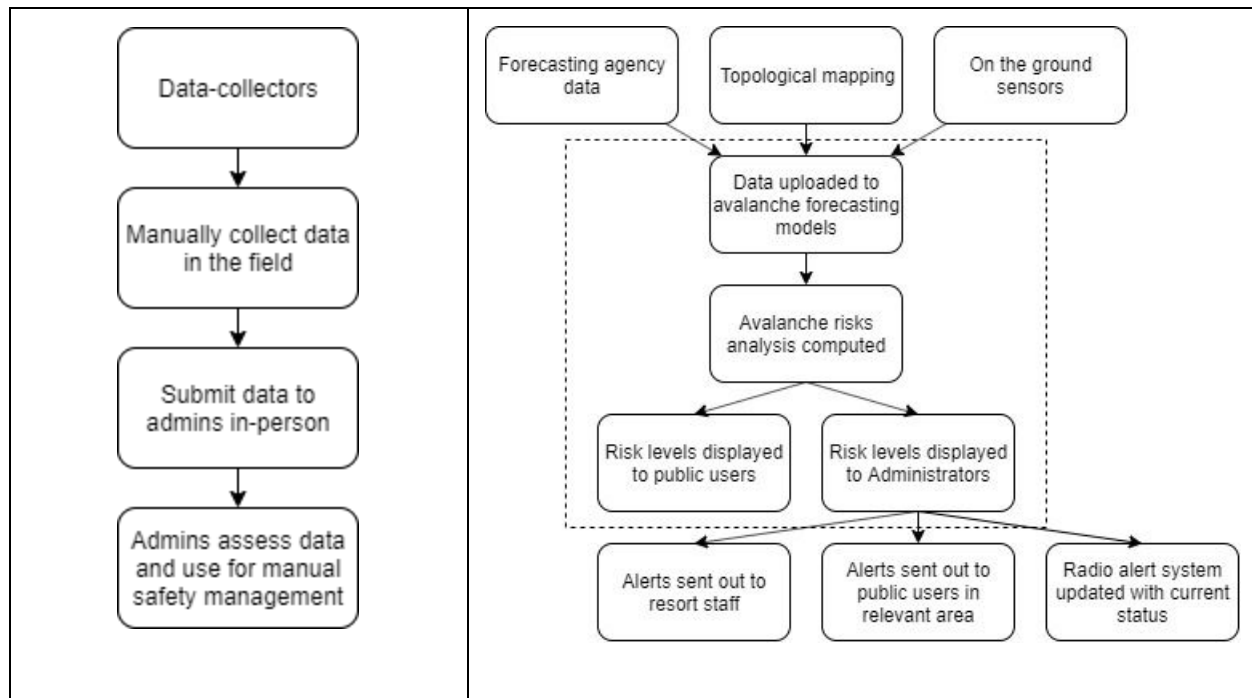 Data-collectors
Manually collect data
in the field
Submit data to
admins in-person
Admins assess data
and use for manual
safety management
Forecasting agency
data
Topological mapping
On the ground
sensors
Data uploaded to
avalanche forecasting
models
Avalanche risks
analysis computed
Risk levels displayed
to public users
Risk levels displayed
to Administrators
Alerts sent out to
resort staff
Alerts sent out to
public users in
relevant area
Radio alert system
updated with current
status